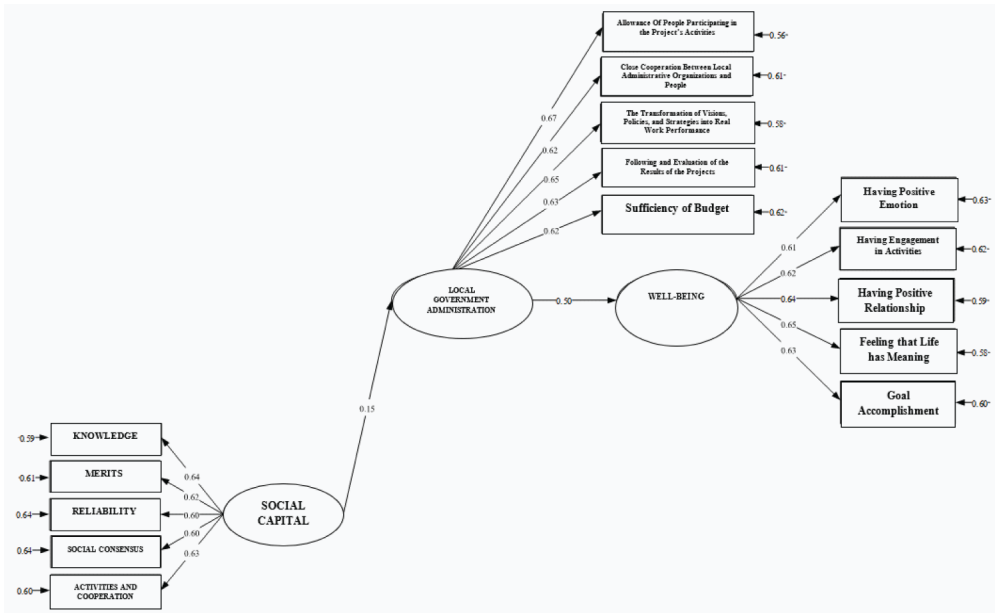 Allowance Of People Participating in
the Project's Activities
0.56
Close Cooperation Between Local
Administrative Organizations and
People
0.61
The Transformation of Visions,
Policies, and Strategies into Real
Work Performance
0.58
Following and Evaluation of the
Results of the Projects
0.61
Sufficiency of Budget
0.62
0.67
0.62
0.65
0.63
0.62
LOCAL
GOVERNMENT
ADMINISTRATION
0.50
WELL-BEING
0.61
0.62
0.64
0.65
0.63
Having Positive
Emotion
0.63
Having Engagement
in Activities
0.62
Having Positive
Relationship
0.59
Feeling that Life
has Meaning
0.58
Goal
Accomplishment
0.60
0.15
0.59
KNOWLEDGE
0.61
MERITS
0.64
RELIABILITY
0.64
SOCIAL CONSENSUS
0.60
ACTIVITIES AND
COOPERATION
0.64
0.62
0.60
0.60
0.63
SOCIAL
CAPITAL